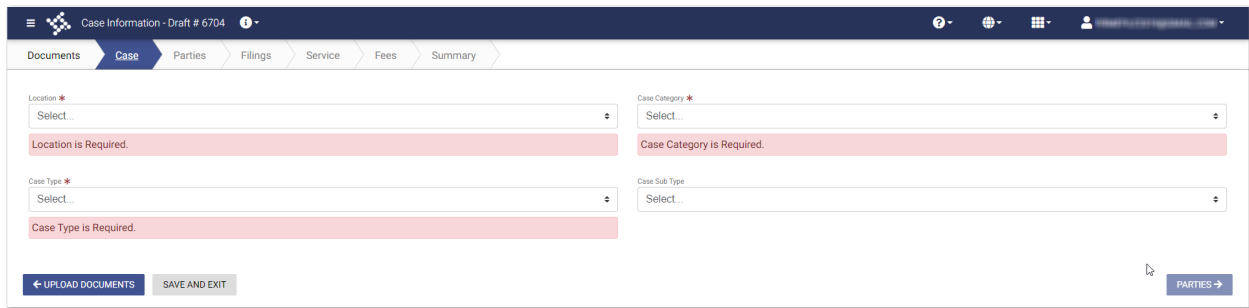 Case Information - Draft # 6704
Documents Case Parties Filings Service Fees Summary
Location * Case Category *
Select... Select...
Location is Required. Case Category is Required.
Case Type * Case Sub Type
Select... Select...
Case Type is Required.
← UPLOAD DOCUMENTS SAVE AND EXIT PARTIES →